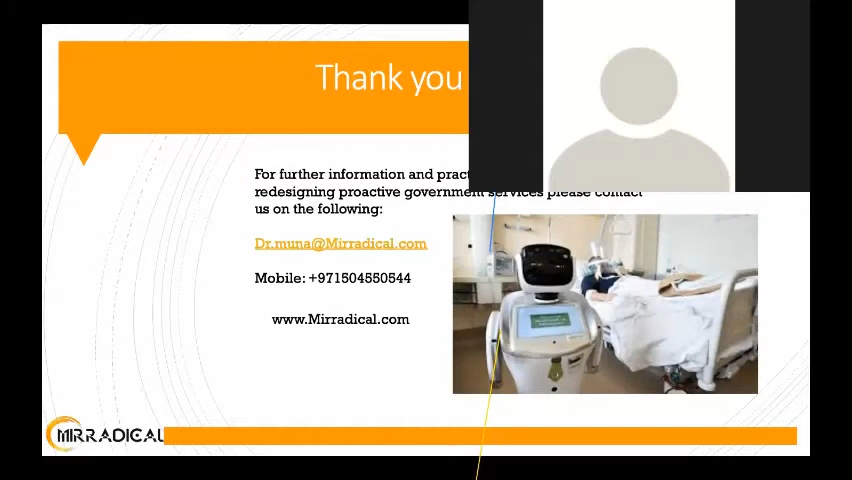 Thank you
For further information and pract
redesigning proactive government services please contact
us on the following:
Dr.muna@Mirradical.com
Mobile: +971504550544
www.Mirradical.com
MIRRADICAL